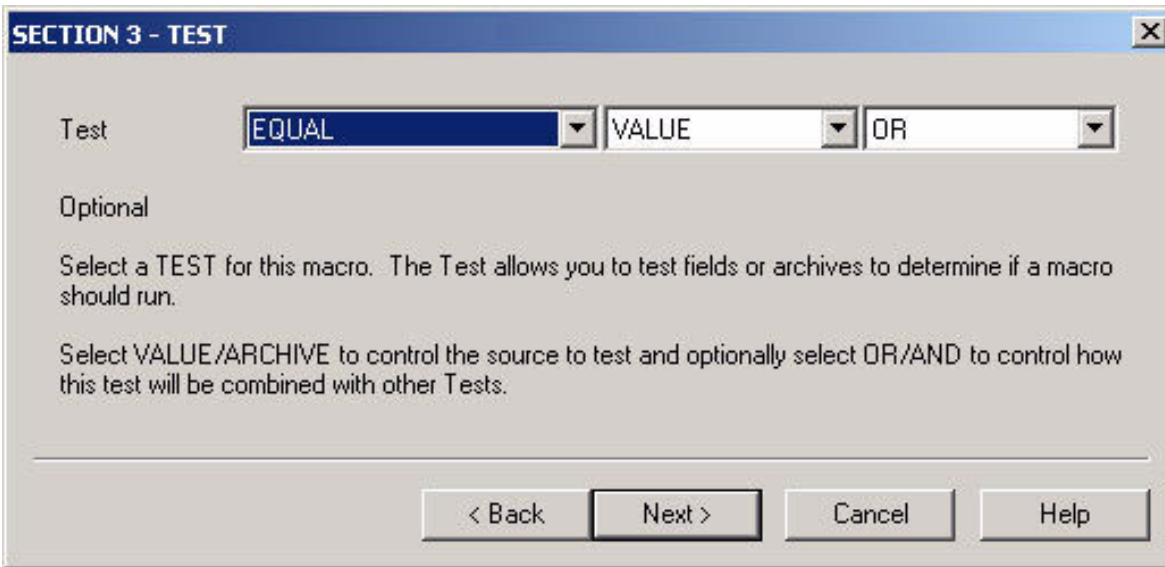 SECTION 3 - TEST
Test EQUAL VALUE OR
Optional
Select a TEST for this macro.  The Test allows you to test fields or archives to determine if a macro
should run.
Select VALUE/ARCHIVE to control the source to test and optionally select OR/AND to control how
this test will be combined with other Tests.
< Back Next > Cancel Help